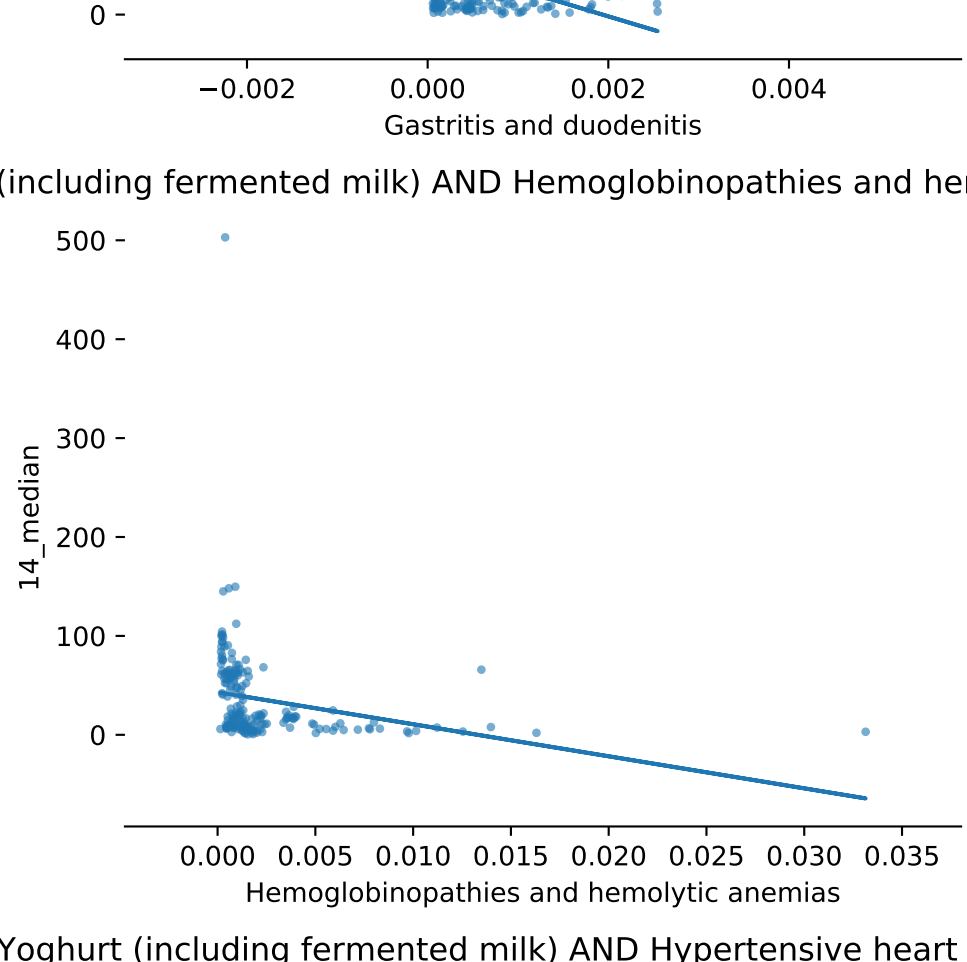 0
−0.002 0.000 0.002 0.004
Gastritis and duodenitis
(including fermented milk) AND Hemoglobinopathies and
500
400
300
200
100
0
14_median
0.000 0.005 0.010 0.015 0.020 0.025 0.030 0.035
Hemoglobinopathies and hemolytic anemias
Yoghurt (including fermented milk) AND Hypertensive heart